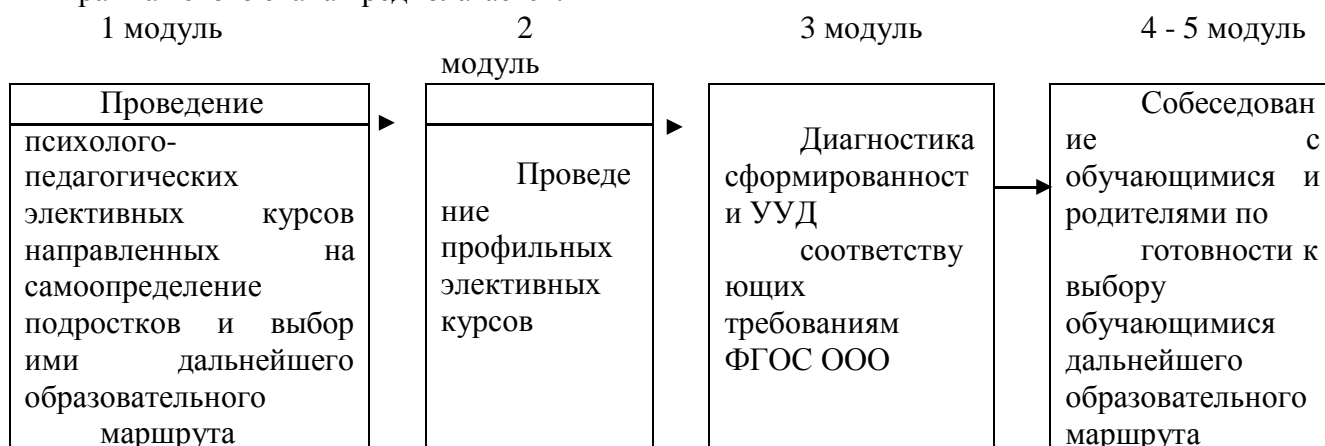 1 модуль
2
модуль
3 модуль
4 - 5 модуль
Проведение
психолого-
педагогических
элективных курсов
направленных на
самоопределение
подростков и выбор
ими дальнейшего
образовательного
маршрута
Проведе
ние
профильных
элективных
курсов
Диагностика
сформированност
и УУД
соответству
ющих
требованиям
ФГОС ООО
Собеседован
ие с
обучающимися и
родителями по
готовности к
выбору
обучающимися
дальнейшего
образовательного
маршрута